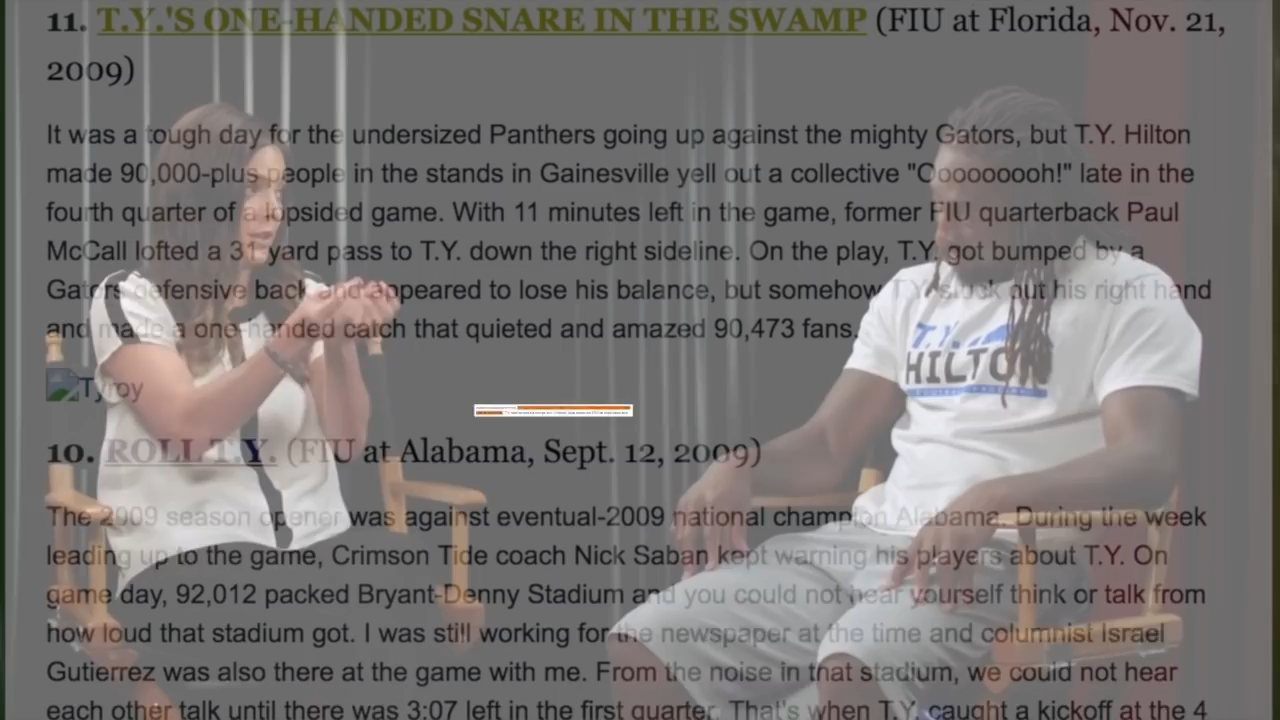 11. T.Y.'S ONE-HANDED SNARE IN THE SWAMP (FIU at Florida, Nov. 21,
2009)
It was a tough day for the undersized Panthers going up against the mighty Gators, but T.Y. Hilton
made 90,000-plus people in the stands in Gainesville yell out a collective "Oooooooh!" late in the
fourth quarter of a lopsided game. With 11 minutes left in the game, former FIU quarterback Paul
McCall lofted a 31 yard pass to T.Y. down the right sideline. On the play, T.Y. got bumped by a
Gators defensive back and appeared to lose his balance, but somehow T.Y. stuck out his right hand
and made a one-handed catch that quieted and amazed 90,473 fans.
T.Y.
HILTON
Tyroy
10. ROLL T.Y. (FIU at Alabama, Sept. 12, 2009)
The 2009 season opener was against eventual-2009 national champion Alabama. During the week
leading up to the game, Crimson Tide coach Nick Saban kept warning his players about T.Y. On
game day, 92,012 packed Bryant-Denny Stadium and you could not hear yourself think or talk from
how loud that stadium got. I was still working for the newspaper at the time and columnist Israel
Gutierrez was also there at the game with me. From the noise in that stadium, we could not hear
each other talk until there was 3:07 left in the first quarter. That's when T.Y. caught a kickoff at the 4